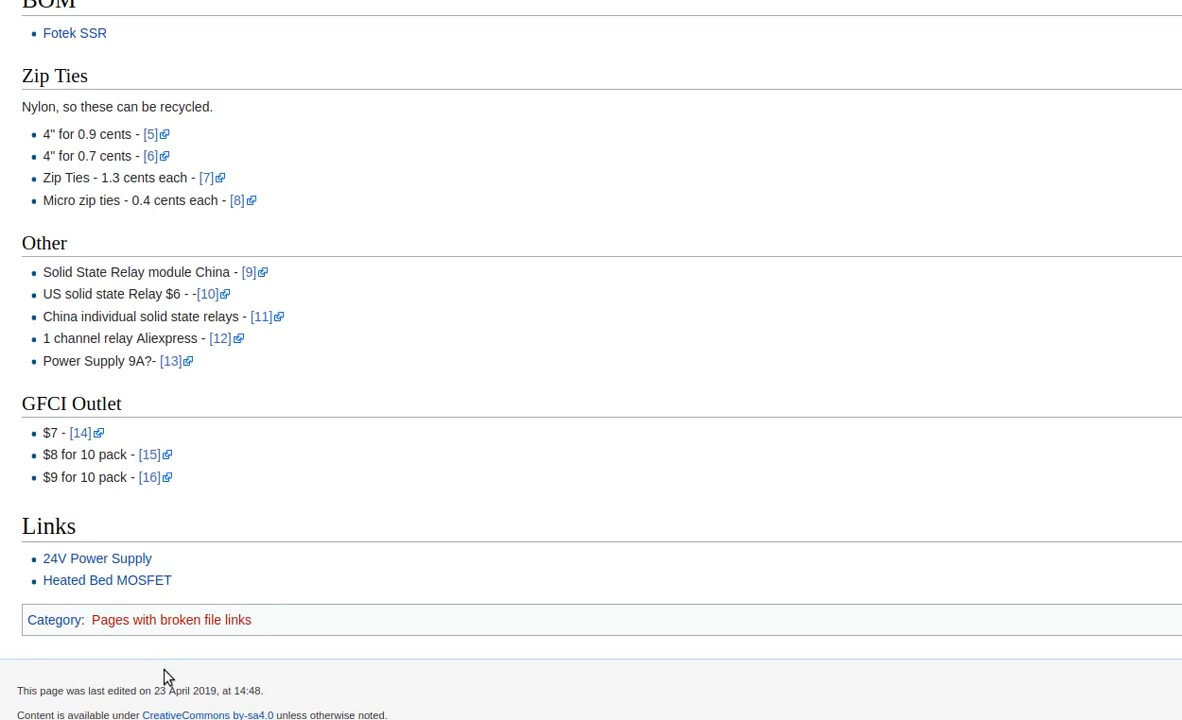 BOM
Fotek SSR
Zip Ties
Nylon, so these can be recycled.
4" for 0.9 cents - [5]
4" for 0.7 cents - [6]
Zip Ties - 1.3 cents each - [7]
Micro zip ties - 0.4 cents each - [8]
Other
Solid State Relay module China - [9]
US solid state Relay $6 - -[10]
China individual solid state relays - [11]
1 channel relay Aliexpress - [12]
Power Supply 9A?- [13]
GFCI Outlet
$7 - [14]
$8 for 10 pack - [15]
$9 for 10 pack - [16]
Links
24V Power Supply
Heated Bed MOSFET
Category: Pages with broken file links
This page was last edited on 23 April 2019, at 14:48.
Content is available under CreativeCommons by-sa4.0 unless otherwise noted.